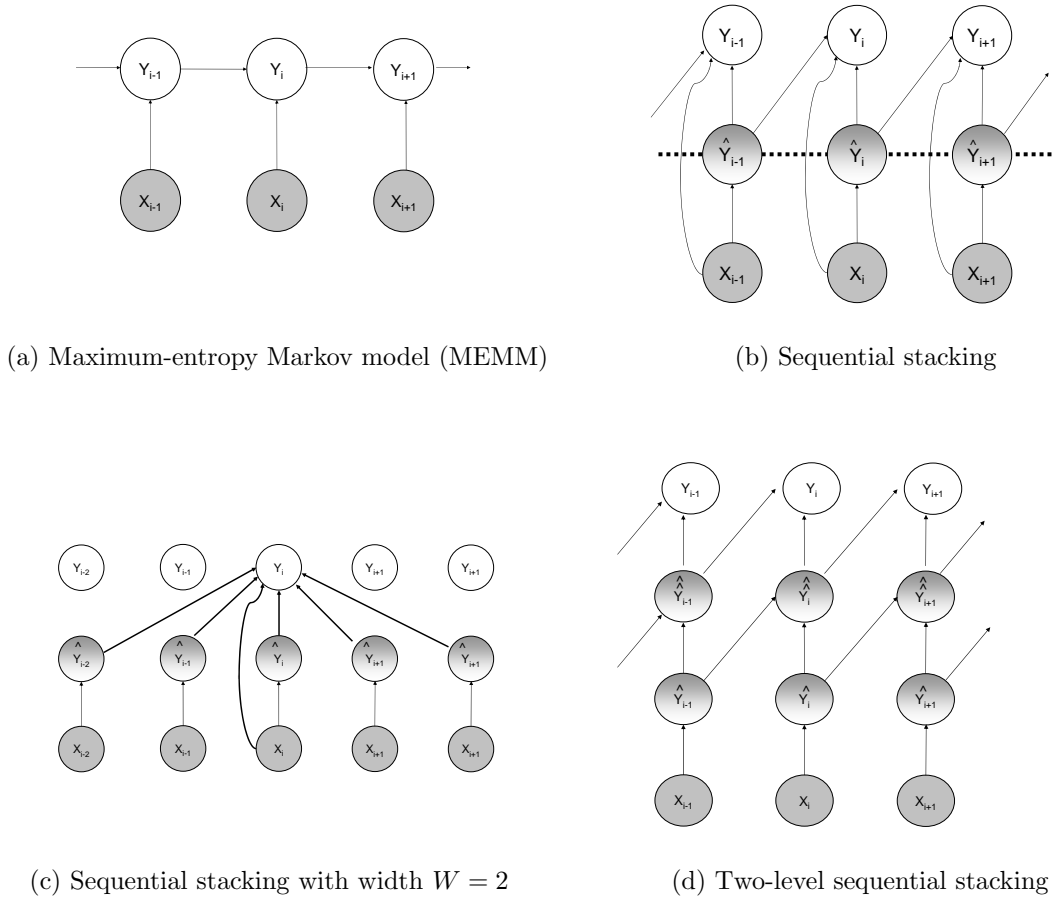 Y_{i-1} Y_i Y_{i+1}
X_{i-1} X_i X_{i+1}
(a) Maximum-entropy Markov model (MEMM)
Y_{i-1} Y_i Y_{i+1}
Ŷ_{i-1} Ŷ_i Ŷ_{i+1}
X_{i-1} X_i X_{i+1}
(b) Sequential stacking
Y_{i-2} Y_{i-1} Y_i Y_{i+1} Y_{i+1}
Ŷ_{i-2} Ŷ_{i-1} Ŷ_i Ŷ_{i+1} Ŷ_{i+1}
X_{i-2} X_{i-1} X_i X_{i+1} X_{i+1}
(c) Sequential stacking with width W = 2
Y_{i-1} Y_i Y_{i+1}
Ŷ̂_{i-1} Ŷ̂_i Ŷ̂_{i+1}
Ŷ_{i-1} Ŷ_i Ŷ_{i+1}
X_{i-1} X_i X_{i+1}
(d) Two-level sequential stacking